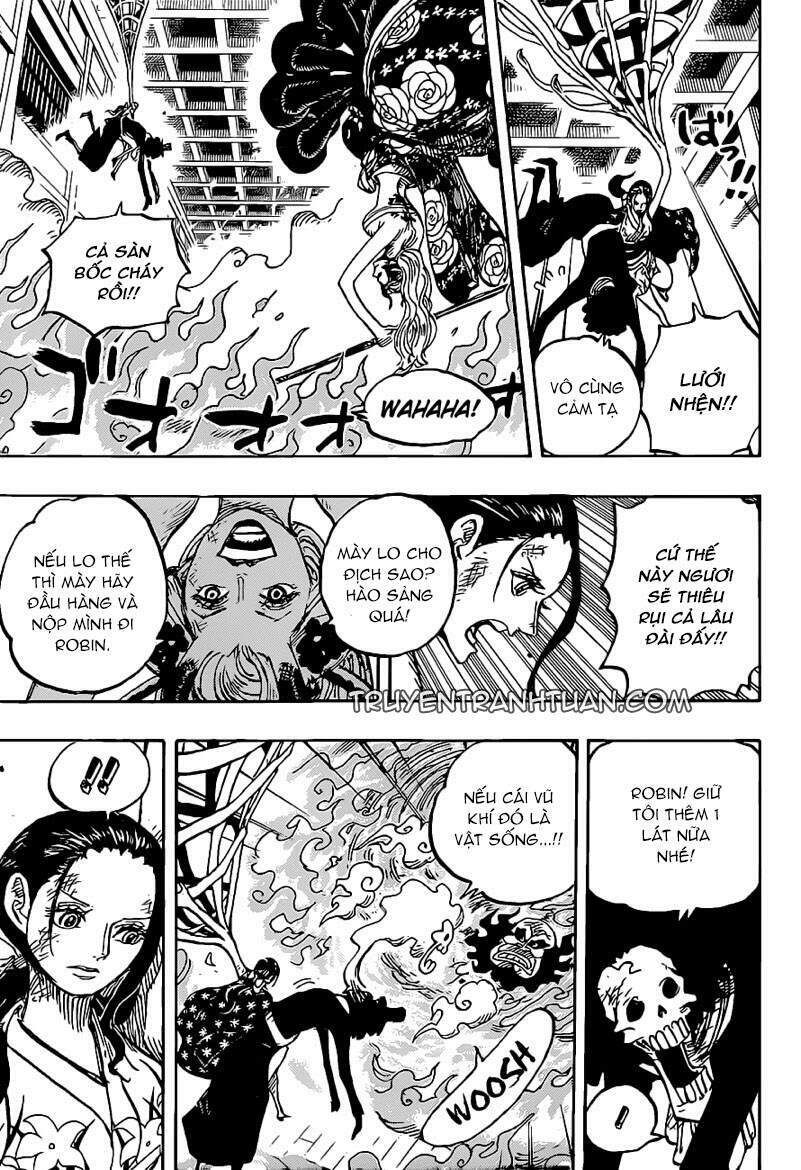 ばっ!!
LƯỚI
NHỆN!!
VÔ CÙNG
CẢM TẠ
CẢ SÀN
BỐC CHÁY
RỒI!!
WAHAHA!
ゴオオオ
CỨ THẾ
NÀY NGƯƠI
SẼ THIÊU
RỤI CẢ LÂU
ĐÀI ĐẤY!!
MÀY LO CHO
ĐỊCH SAO?
HÀO SẢNG
QUÁ!
NẾU LO THẾ
THÌ MÀY HÃY
ĐẦU HÀNG VÀ
NỘP MÌNH ĐI
ROBIN.
TRUYENTRANHTUAN.COM
ROBIN! GIỮ
TÔI THÊM 1
LÁT NỮA
NHÉ!
!
NẾU CÁI VŨ
KHÍ ĐÓ LÀ
VẬT SỐNG...!!
WOOSH
!!